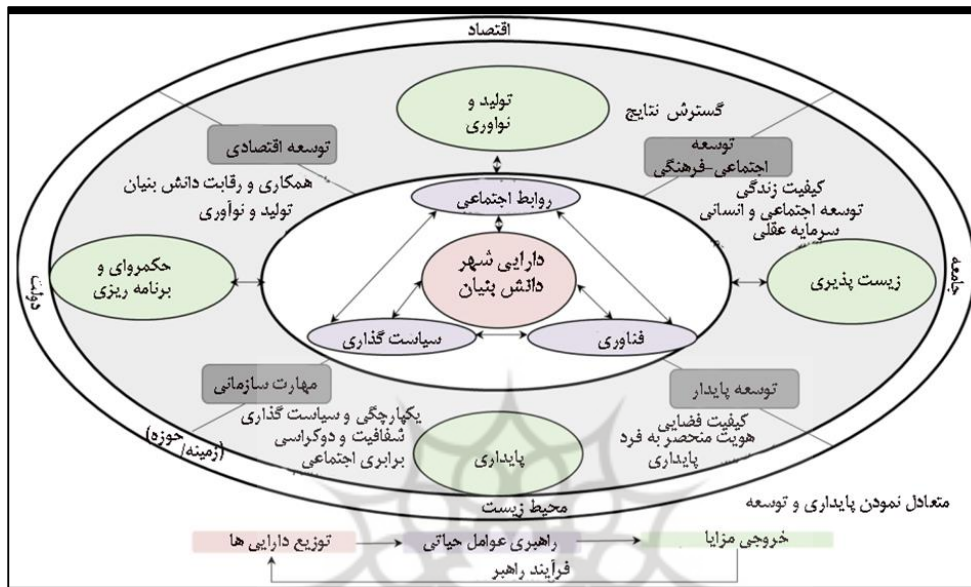 اقتصاد
تولید و
نواوری
گسترش نتایج
توسعه اقتصادی
توسعه
اجتماعی-فرهنگی
همکاری و رقابت دانش بنیان
تولید و نوآوری
کیفیت زندگی
توسعه اجتماعی و انسانی
سرمایه عقلی
روابط اجتماعی
جامعه
زیست پذیری
دارایی شهر
دانش بنیان
حکمروای و
برنامه ریزی
دولت
فناوری
سیاست گذاری
توسعه پایدار
مهارت سازمانی
کیفیت فضایی
هویت منحصر به فرد
پایداری
یکپارچگی و سیاست گذاری
شفافیت و دوکراسی
برابری اجتماعی
پایداری
(زمینه/حوزه)
محیط زیست
متعادل نمودن پایداری و توسعه
توزیع دارایی ها
راهبری عوامل حیاتی
خروجی مزایا
فرآیند راهبر